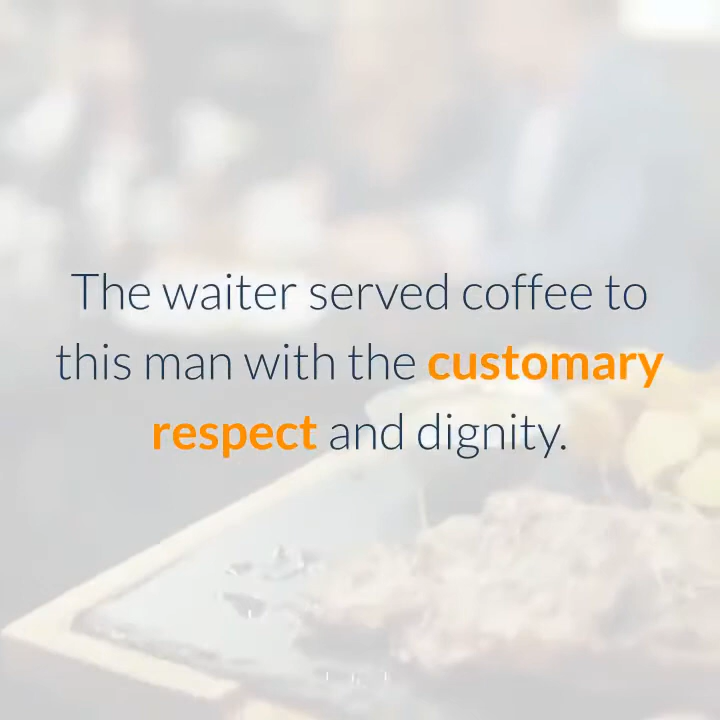 The waiter served coffee to
this man with the customary
respect and dignity.